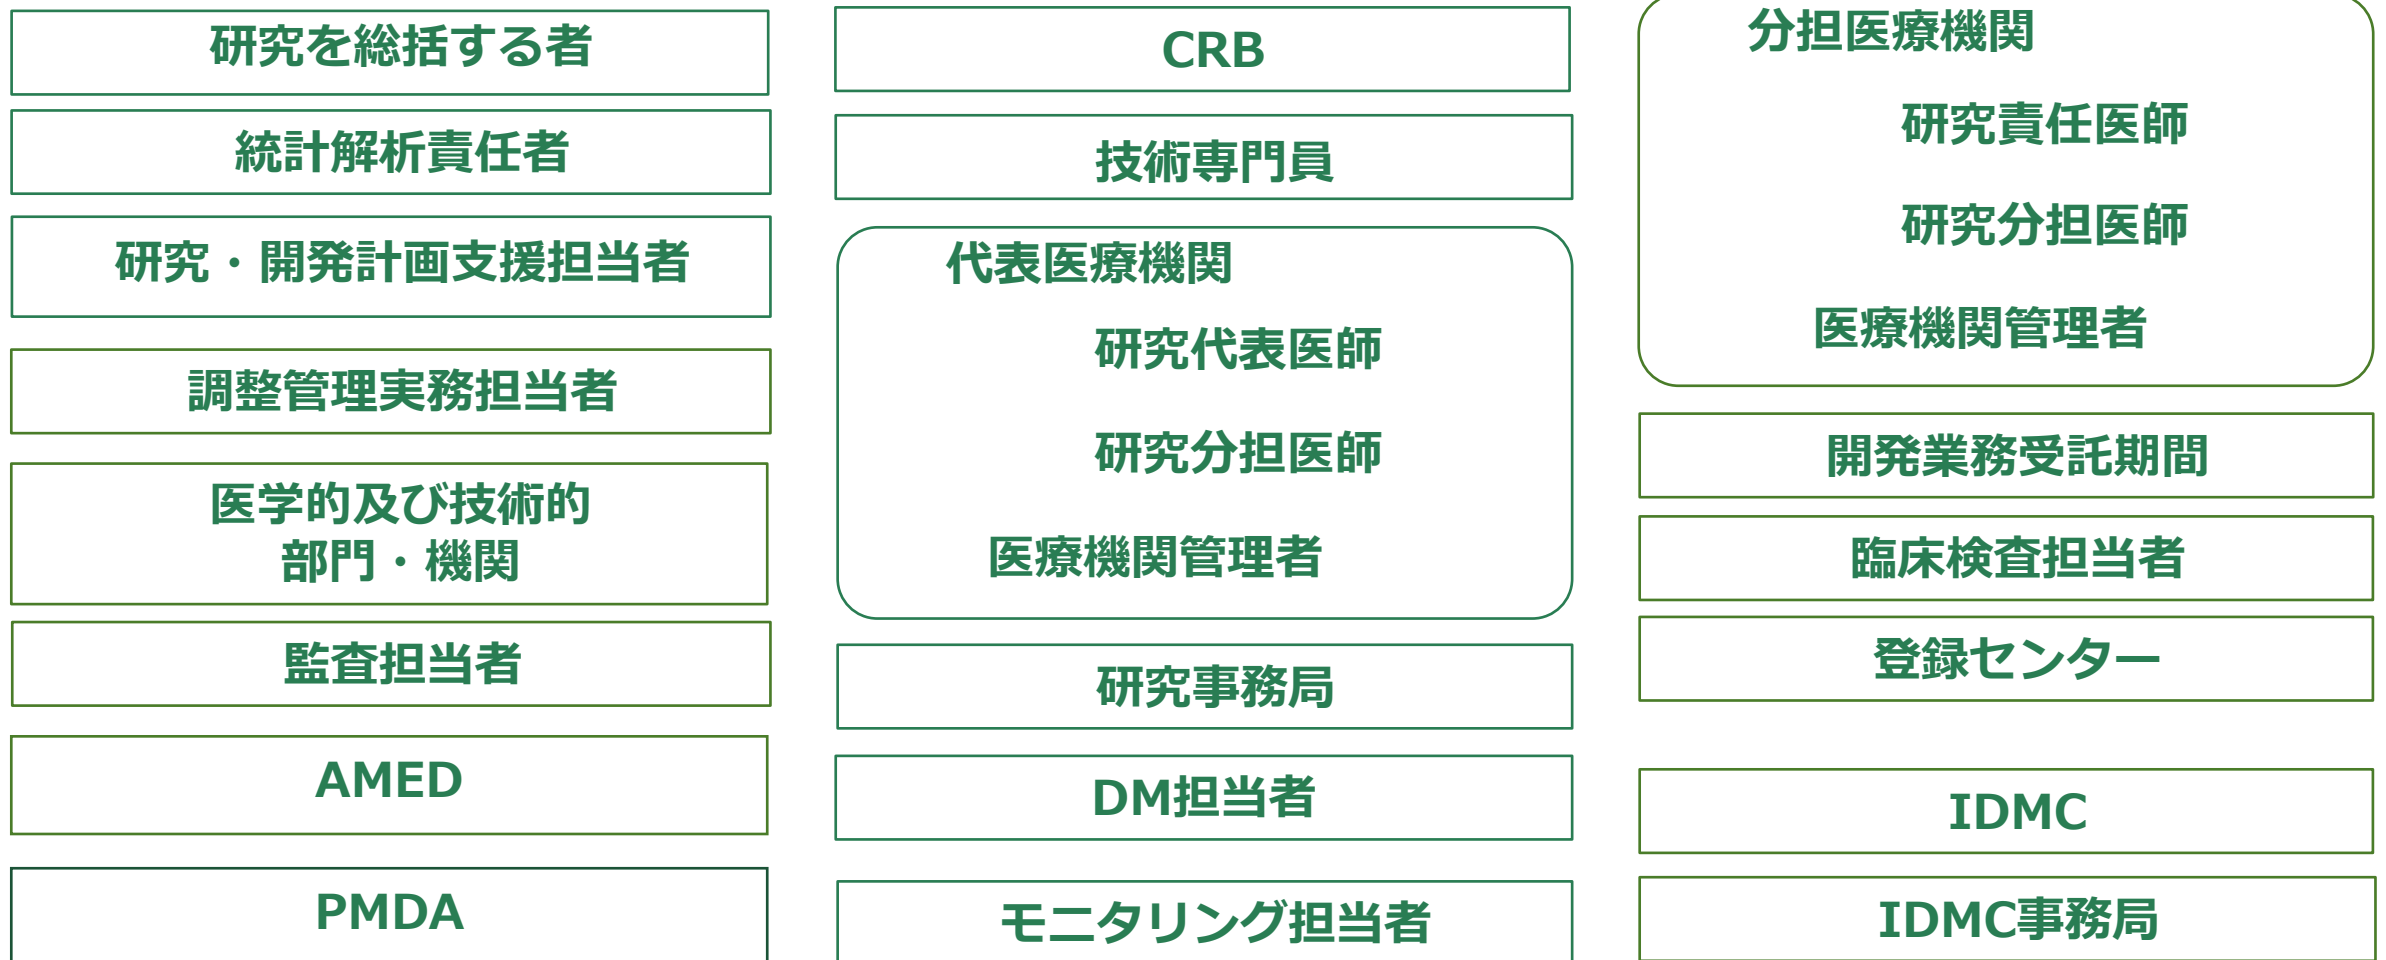 研究を総括する者
統計解析責任者
研究・開発計画支援担当者
調整管理実務担当者
医学的及び技術的
部門・機関
監査担当者
AMED
PMDA
CRB
技術専門員
代表医療機関
研究代表医師
研究分担医師
医療機関管理者
研究事務局
DM担当者
モニタリング担当者
分担医療機関
研究責任医師
研究分担医師
医療機関管理者
開発業務受託期間
臨床検査担当者
登録センター
IDMC
IDMC事務局